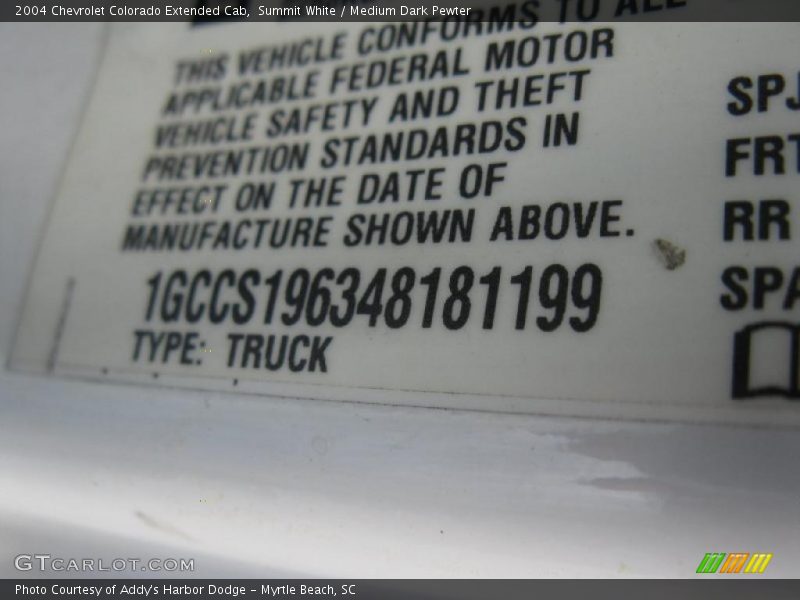 2004 Chevrolet Colorado Extended Cab, Summit White / Medium Dark Pewter
THIS VEHICLE CONFORMS TO ALL
APPLICABLE FEDERAL MOTOR
VEHICLE SAFETY AND THEFT
PREVENTION STANDARDS IN
EFFECT ON THE DATE OF
MANUFACTURE SHOWN ABOVE.
1GCCS196348181199
TYPE: TRUCK
FRT
RR
SPA
GTCARLOT.COM
Photo Courtesy of Addy's Harbor Dodge - Myrtle Beach, SC